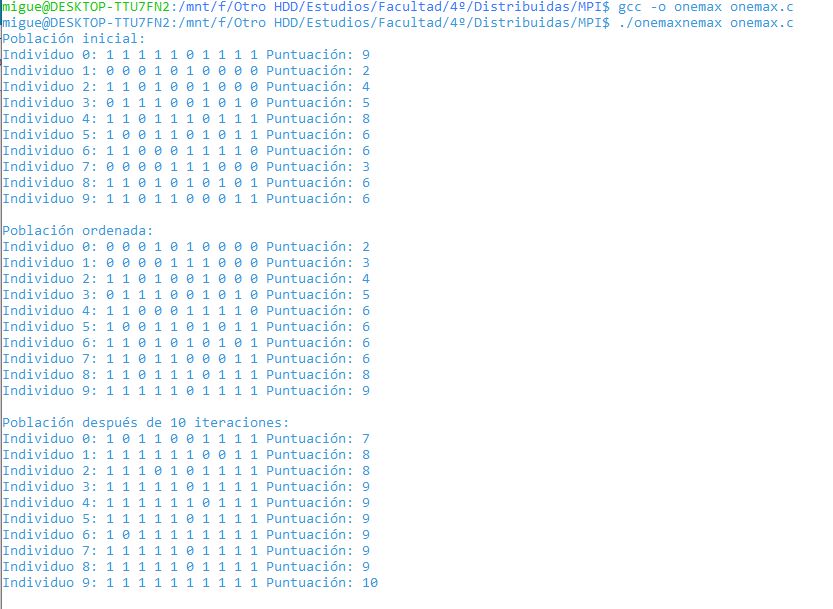 migue@DESKTOP-TTU7FN2:/mnt/f/Otro HDD/Estudios/Facultad/4º/Distribuidas/MPI$ gcc -o onemax onemax.c
migue@DESKTOP-TTU7FN2:/mnt/f/Otro HDD/Estudios/Facultad/4º/Distribuidas/MPI$ ./onemaxnemax onemax.c
Población inicial:
Individuo 0: 1 1 1 1 1 0 1 1 1 1 Puntuación: 9
Individuo 1: 0 0 0 1 0 1 0 0 0 0 Puntuación: 2
Individuo 2: 1 1 0 1 0 0 1 0 0 0 Puntuación: 4
Individuo 3: 0 1 1 1 0 0 1 0 1 0 Puntuación: 5
Individuo 4: 1 1 0 1 1 1 0 1 1 1 Puntuación: 8
Individuo 5: 1 0 0 1 1 0 1 0 1 1 Puntuación: 6
Individuo 6: 1 1 0 0 0 1 1 1 1 0 Puntuación: 6
Individuo 7: 0 0 0 0 1 1 1 0 0 0 Puntuación: 3
Individuo 8: 1 1 0 1 0 1 0 1 0 1 Puntuación: 6
Individuo 9: 1 1 0 1 1 0 0 0 1 1 Puntuación: 6
Población ordenada:
Individuo 0: 0 0 0 1 0 1 0 0 0 0 Puntuación: 2
Individuo 1: 0 0 0 0 1 1 1 0 0 0 Puntuación: 3
Individuo 2: 1 1 0 1 0 0 1 0 0 0 Puntuación: 4
Individuo 3: 0 1 1 1 0 0 1 0 1 0 Puntuación: 5
Individuo 4: 1 1 0 0 0 1 1 1 1 0 Puntuación: 6
Individuo 5: 1 0 0 1 1 0 1 0 1 1 Puntuación: 6
Individuo 6: 1 1 0 1 0 1 0 1 0 1 Puntuación: 6
Individuo 7: 1 1 0 1 1 0 0 0 1 1 Puntuación: 6
Individuo 8: 1 1 0 1 1 1 0 1 1 1 Puntuación: 8
Individuo 9: 1 1 1 1 1 0 1 1 1 1 Puntuación: 9
Población después de 10 iteraciones:
Individuo 0: 1 0 1 1 0 0 1 1 1 1 Puntuación: 7
Individuo 1: 1 1 1 1 1 1 0 0 1 1 Puntuación: 8
Individuo 2: 1 1 1 0 1 0 1 1 1 1 Puntuación: 8
Individuo 3: 1 1 1 1 1 0 1 1 1 1 Puntuación: 9
Individuo 4: 1 1 1 1 1 1 0 1 1 1 Puntuación: 9
Individuo 5: 1 1 1 1 1 0 1 1 1 1 Puntuación: 9
Individuo 6: 1 0 1 1 1 1 1 1 1 1 Puntuación: 9
Individuo 7: 1 1 1 1 1 0 1 1 1 1 Puntuación: 9
Individuo 8: 1 1 1 1 1 0 1 1 1 1 Puntuación: 9
Individuo 9: 1 1 1 1 1 1 1 1 1 1 Puntuación: 10